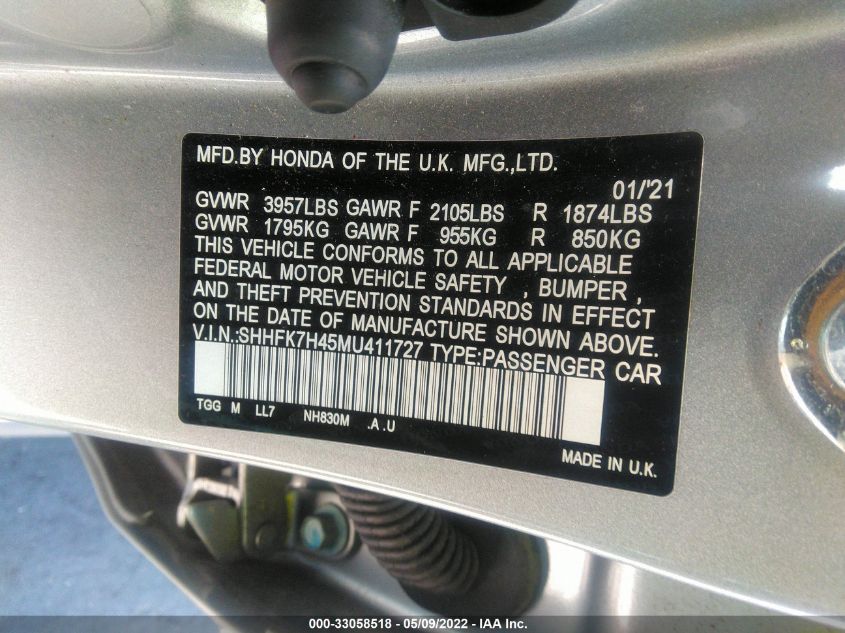 MFD.BY HONDA OF THE U.K. MFG.,LTD.
01/'21
GVWR 3957LBS GAWR F 2105LBS R 1874LBS
GVWR 1795KG GAWR F 955KG R 850KG
THIS VEHICLE CONFORMS TO ALL APPLICABLE
FEDERAL MOTOR VEHICLE SAFETY , BUMPER ,
AND THEFT PREVENTION STANDARDS IN EFFECT
ON THE DATE OF MANUFACTURE SHOWN ABOVE.
V.I.N.:SHHFK7H45MU411727 TYPE:PASSENGER CAR
TGG M LL7 NH830M .A .U
MADE IN U.K.
000-33058518 - 05/09/2022 - IAA Inc.